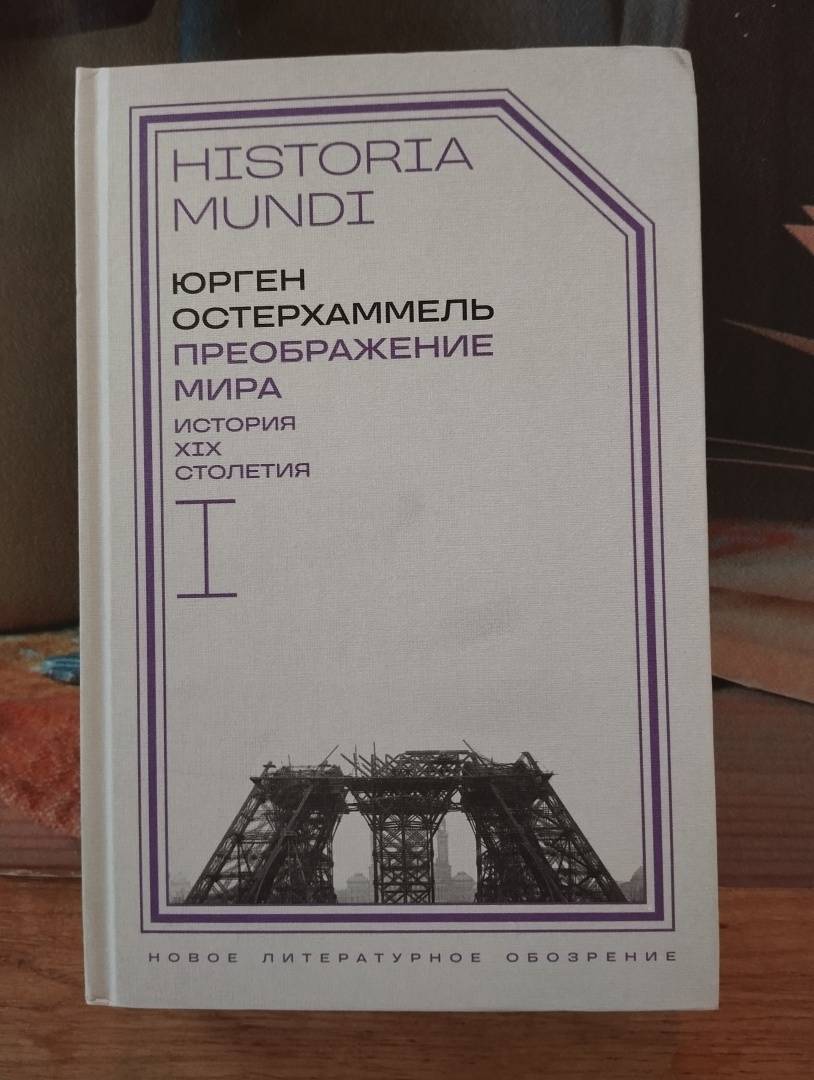 HISTORIA
MUNDI
ЮРГЕН
ОСТЕРХАММЕЛЬ
ПРЕОБРАЖЕНИЕ
МИРА
ИСТОРИЯ
XIX
СТОЛЕТИЯ
I
НОВОЕ ЛИТЕРАТУРНОЕ ОБОЗРЕНИЕ